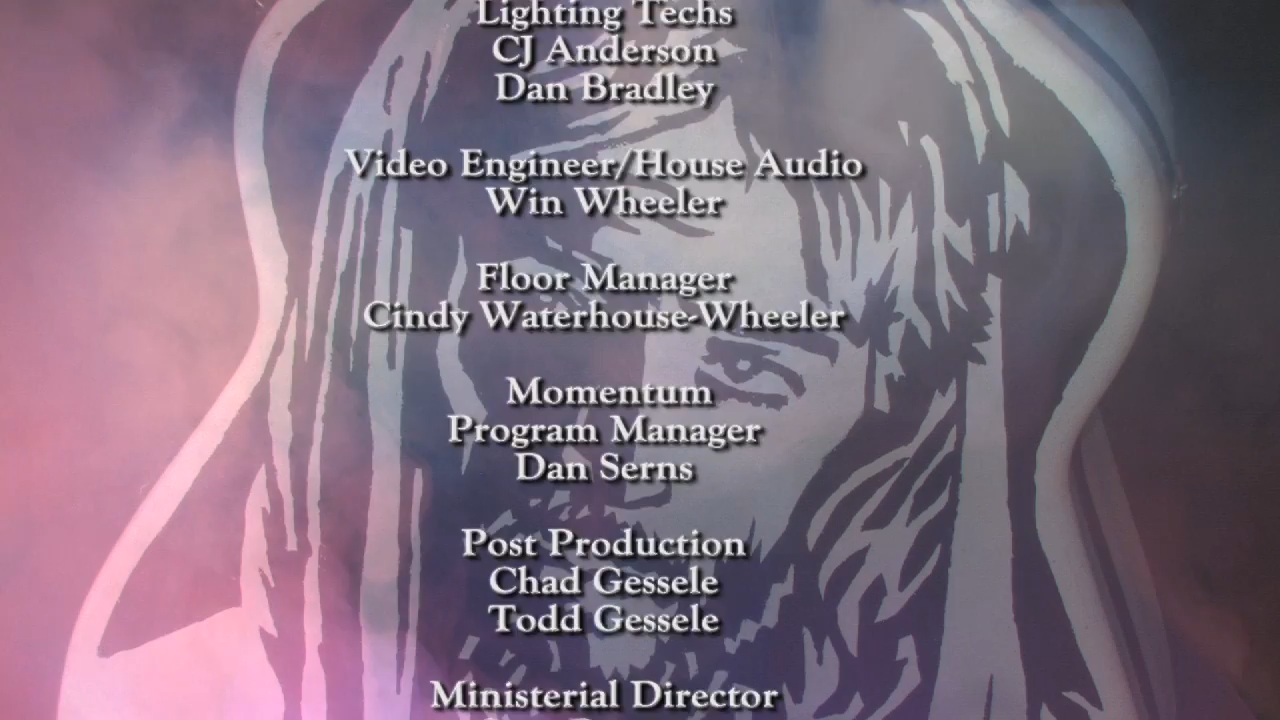 Lighting Techs
CJ Anderson
Dan Bradley
Video Engineer/House Audio
Win Wheeler
Floor Manager
Cindy Waterhouse-Wheeler
Momentum
Program Manager
Dan Serns
Post Production
Chad Gessele
Todd Gessele
Ministerial Director